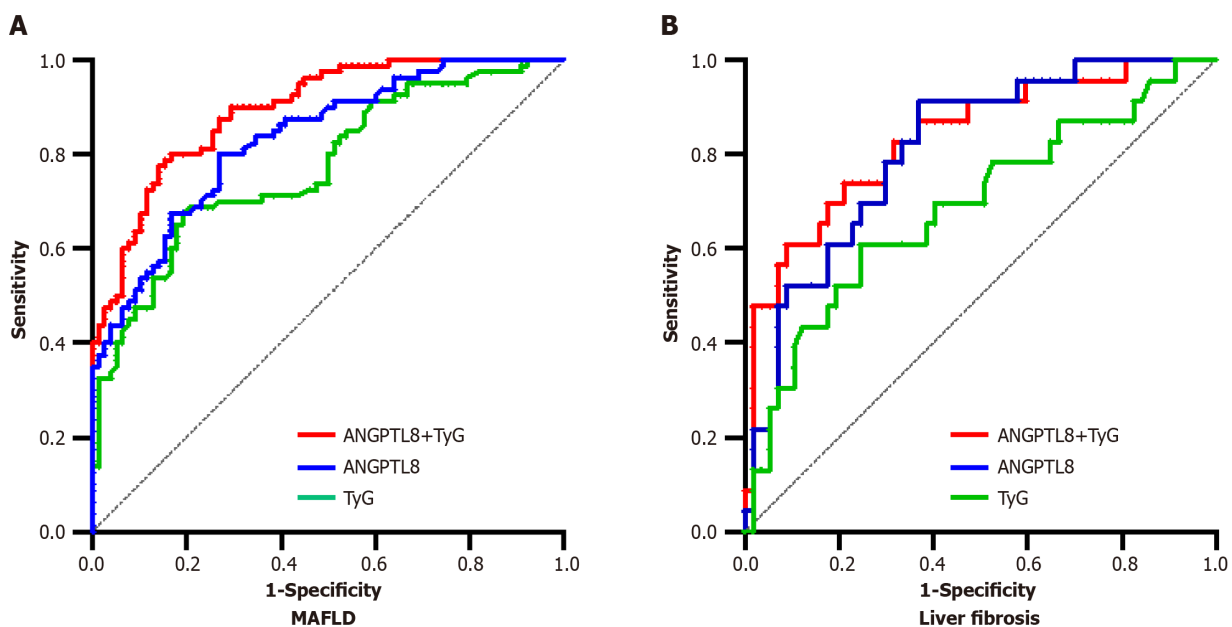 A
Sensitivity
1.0
0.8
0.6
0.4
0.2
0.0
ANGPTL8+TyG
ANGPTL8
TyG
0.0 0.2 0.4 0.6 0.8 1.0
1-Specificity
MAFLD
B
Sensitivity
1.0
0.8
0.6
0.4
0.2
0.0
ANGPTL8+TyG
ANGPTL8
TyG
0.0 0.2 0.4 0.6 0.8 1.0
1-Specificity
Liver fibrosis